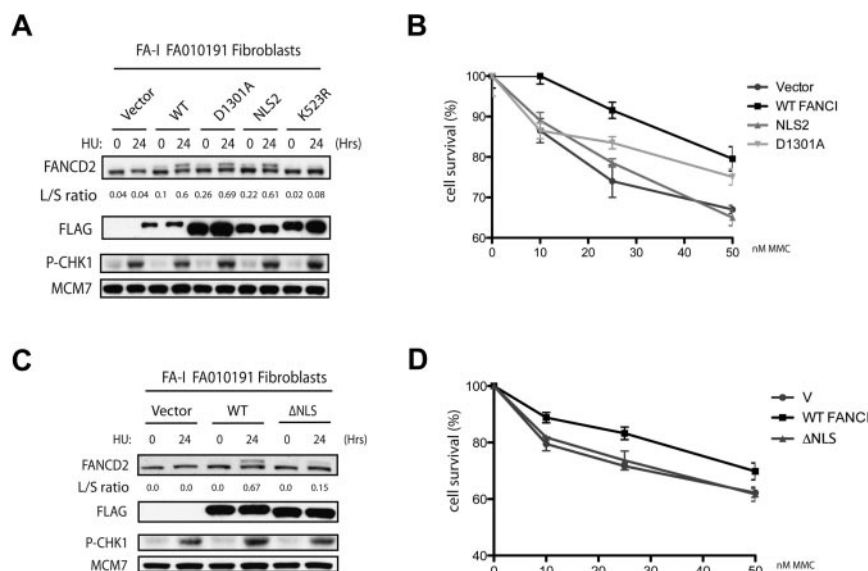 A
FA-I FA010191 Fibroblasts
Vector WT D1301A NLS2 K523R
HU: 0 24 0 24 0 24 0 24 0 24 (Hrs)
FANCD2
L/S ratio 0.04 0.04 0.1 0.6 0.26 0.69 0.22 0.61 0.02 0.08
FLAG
P-CHK1
MCM7
B
cell survival (%)
100
90
80
70
60
0 10 20 30 40 50 nM MMC
Vector
WT FANCI
NLS2
D1301A
C
FA-I FA010191 Fibroblasts
Vector WT ΔNLS
HU: 0 24 0 24 0 24 (Hrs)
FANCD2
L/S ratio 0.0 0.0 0.0 0.67 0.0 0.15
FLAG
P-CHK1
MCM7
D
cell survival (%)
100
80
60
40
0 10 20 30 40 50 nM MMC
V
WT FANCI
ΔNLS